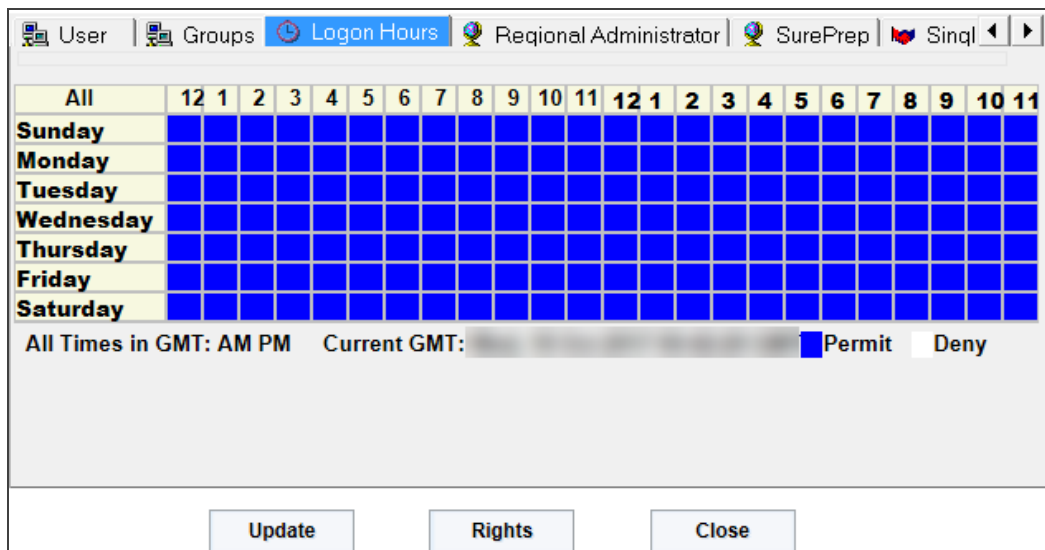 User Groups Logon Hours Regional Administrator SurePrep Singl
All 12 1 2 3 4 5 6 7 8 9 10 11 12 1 2 3 4 5 6 7 8 9 10 11
Sunday
Monday
Tuesday
Wednesday
Thursday
Friday
Saturday
All Times in GMT: AM PM Current GMT: Permit Deny
Update Rights Close